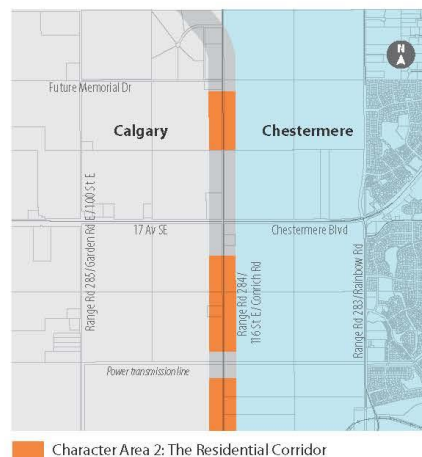 N
Future Memorial Dr
Calgary
Chestermere
17 Av SE
Chestermere Blvd
Range Rd 285/Garden Rd E/100 St E
Range Rd 284/
116 St E/Conrich Rd
Range Rd 283/Rainbow Rd
Power transmission line
Character Area 2: The Residential Corridor